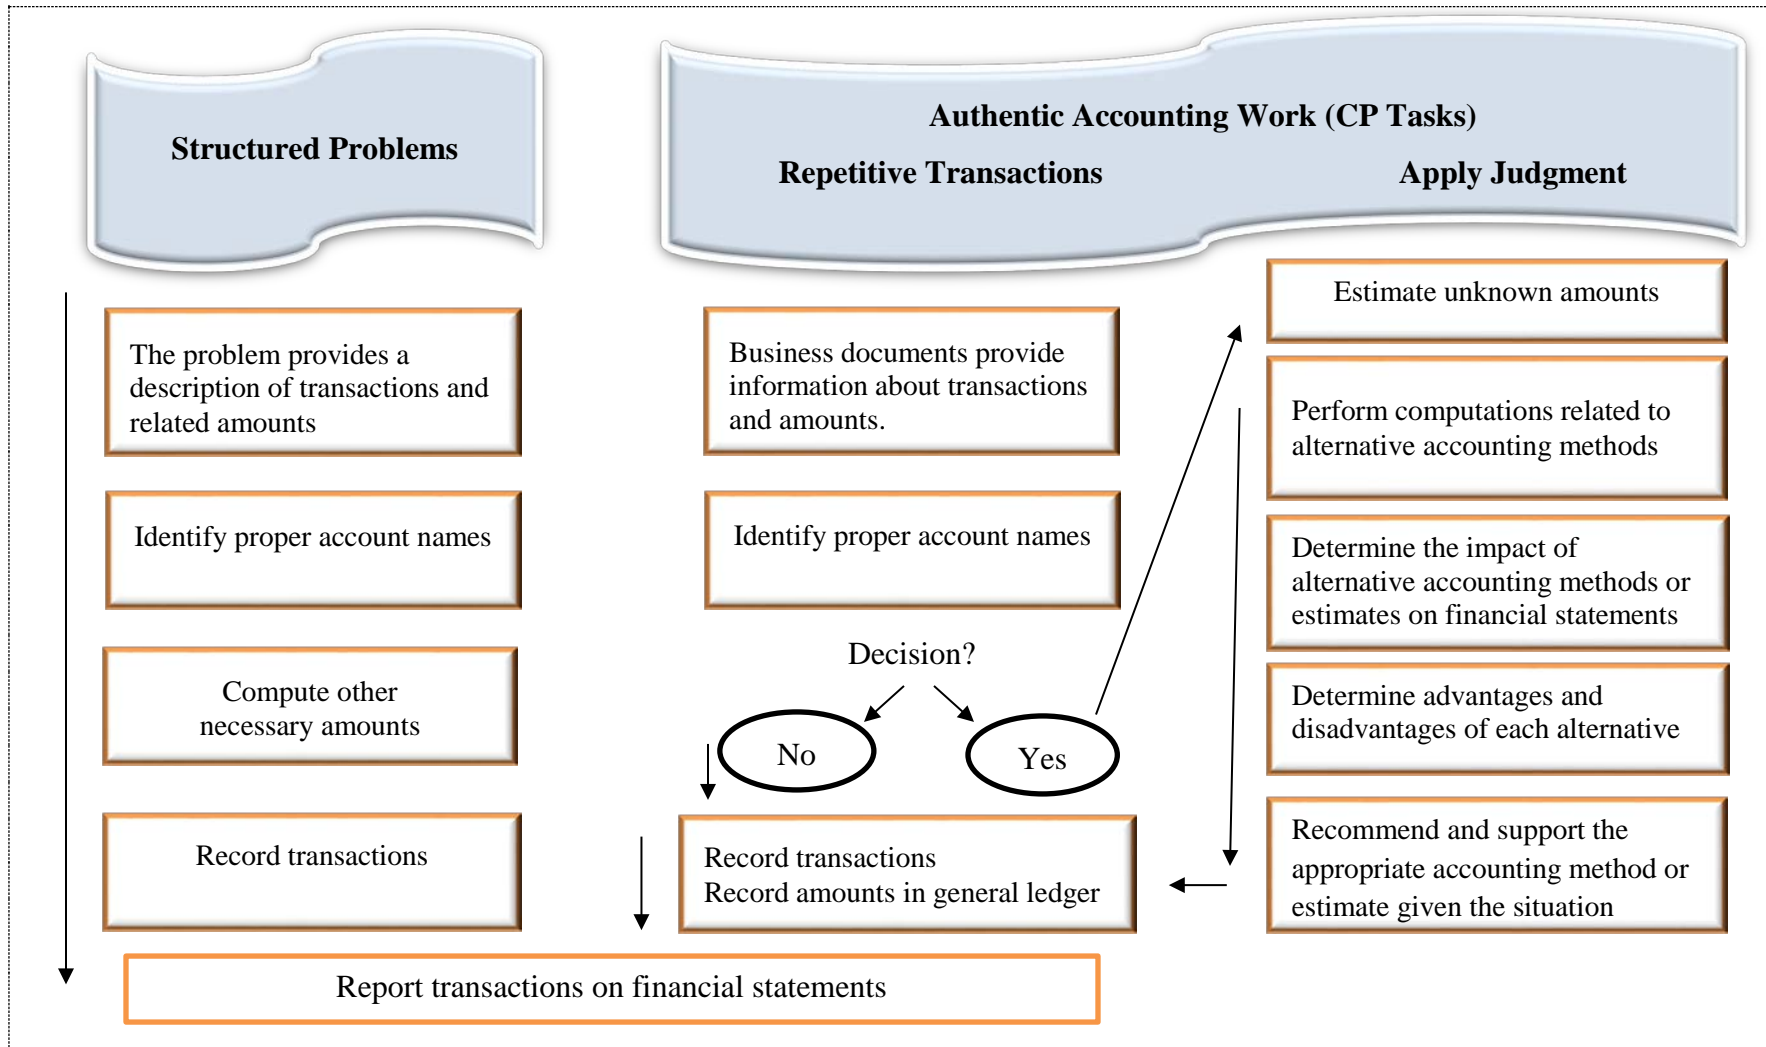 Structured Problems
Authentic Accounting Work (CP Tasks)
Repetitive Transactions
Apply Judgment
The problem provides a
description of transactions and
related amounts
Identify proper account names
Compute other
necessary amounts
Record transactions
Business documents provide
information about transactions
and amounts.
Identify proper account names
Decision?
No
Yes
Record transactions
Record amounts in general ledger
Estimate unknown amounts
Perform computations related to
alternative accounting methods
Determine the impact of
alternative accounting methods or
estimates on financial statements
Determine advantages and
disadvantages of each alternative
Recommend and support the
appropriate accounting method or
estimate given the situation
Report transactions on financial statements